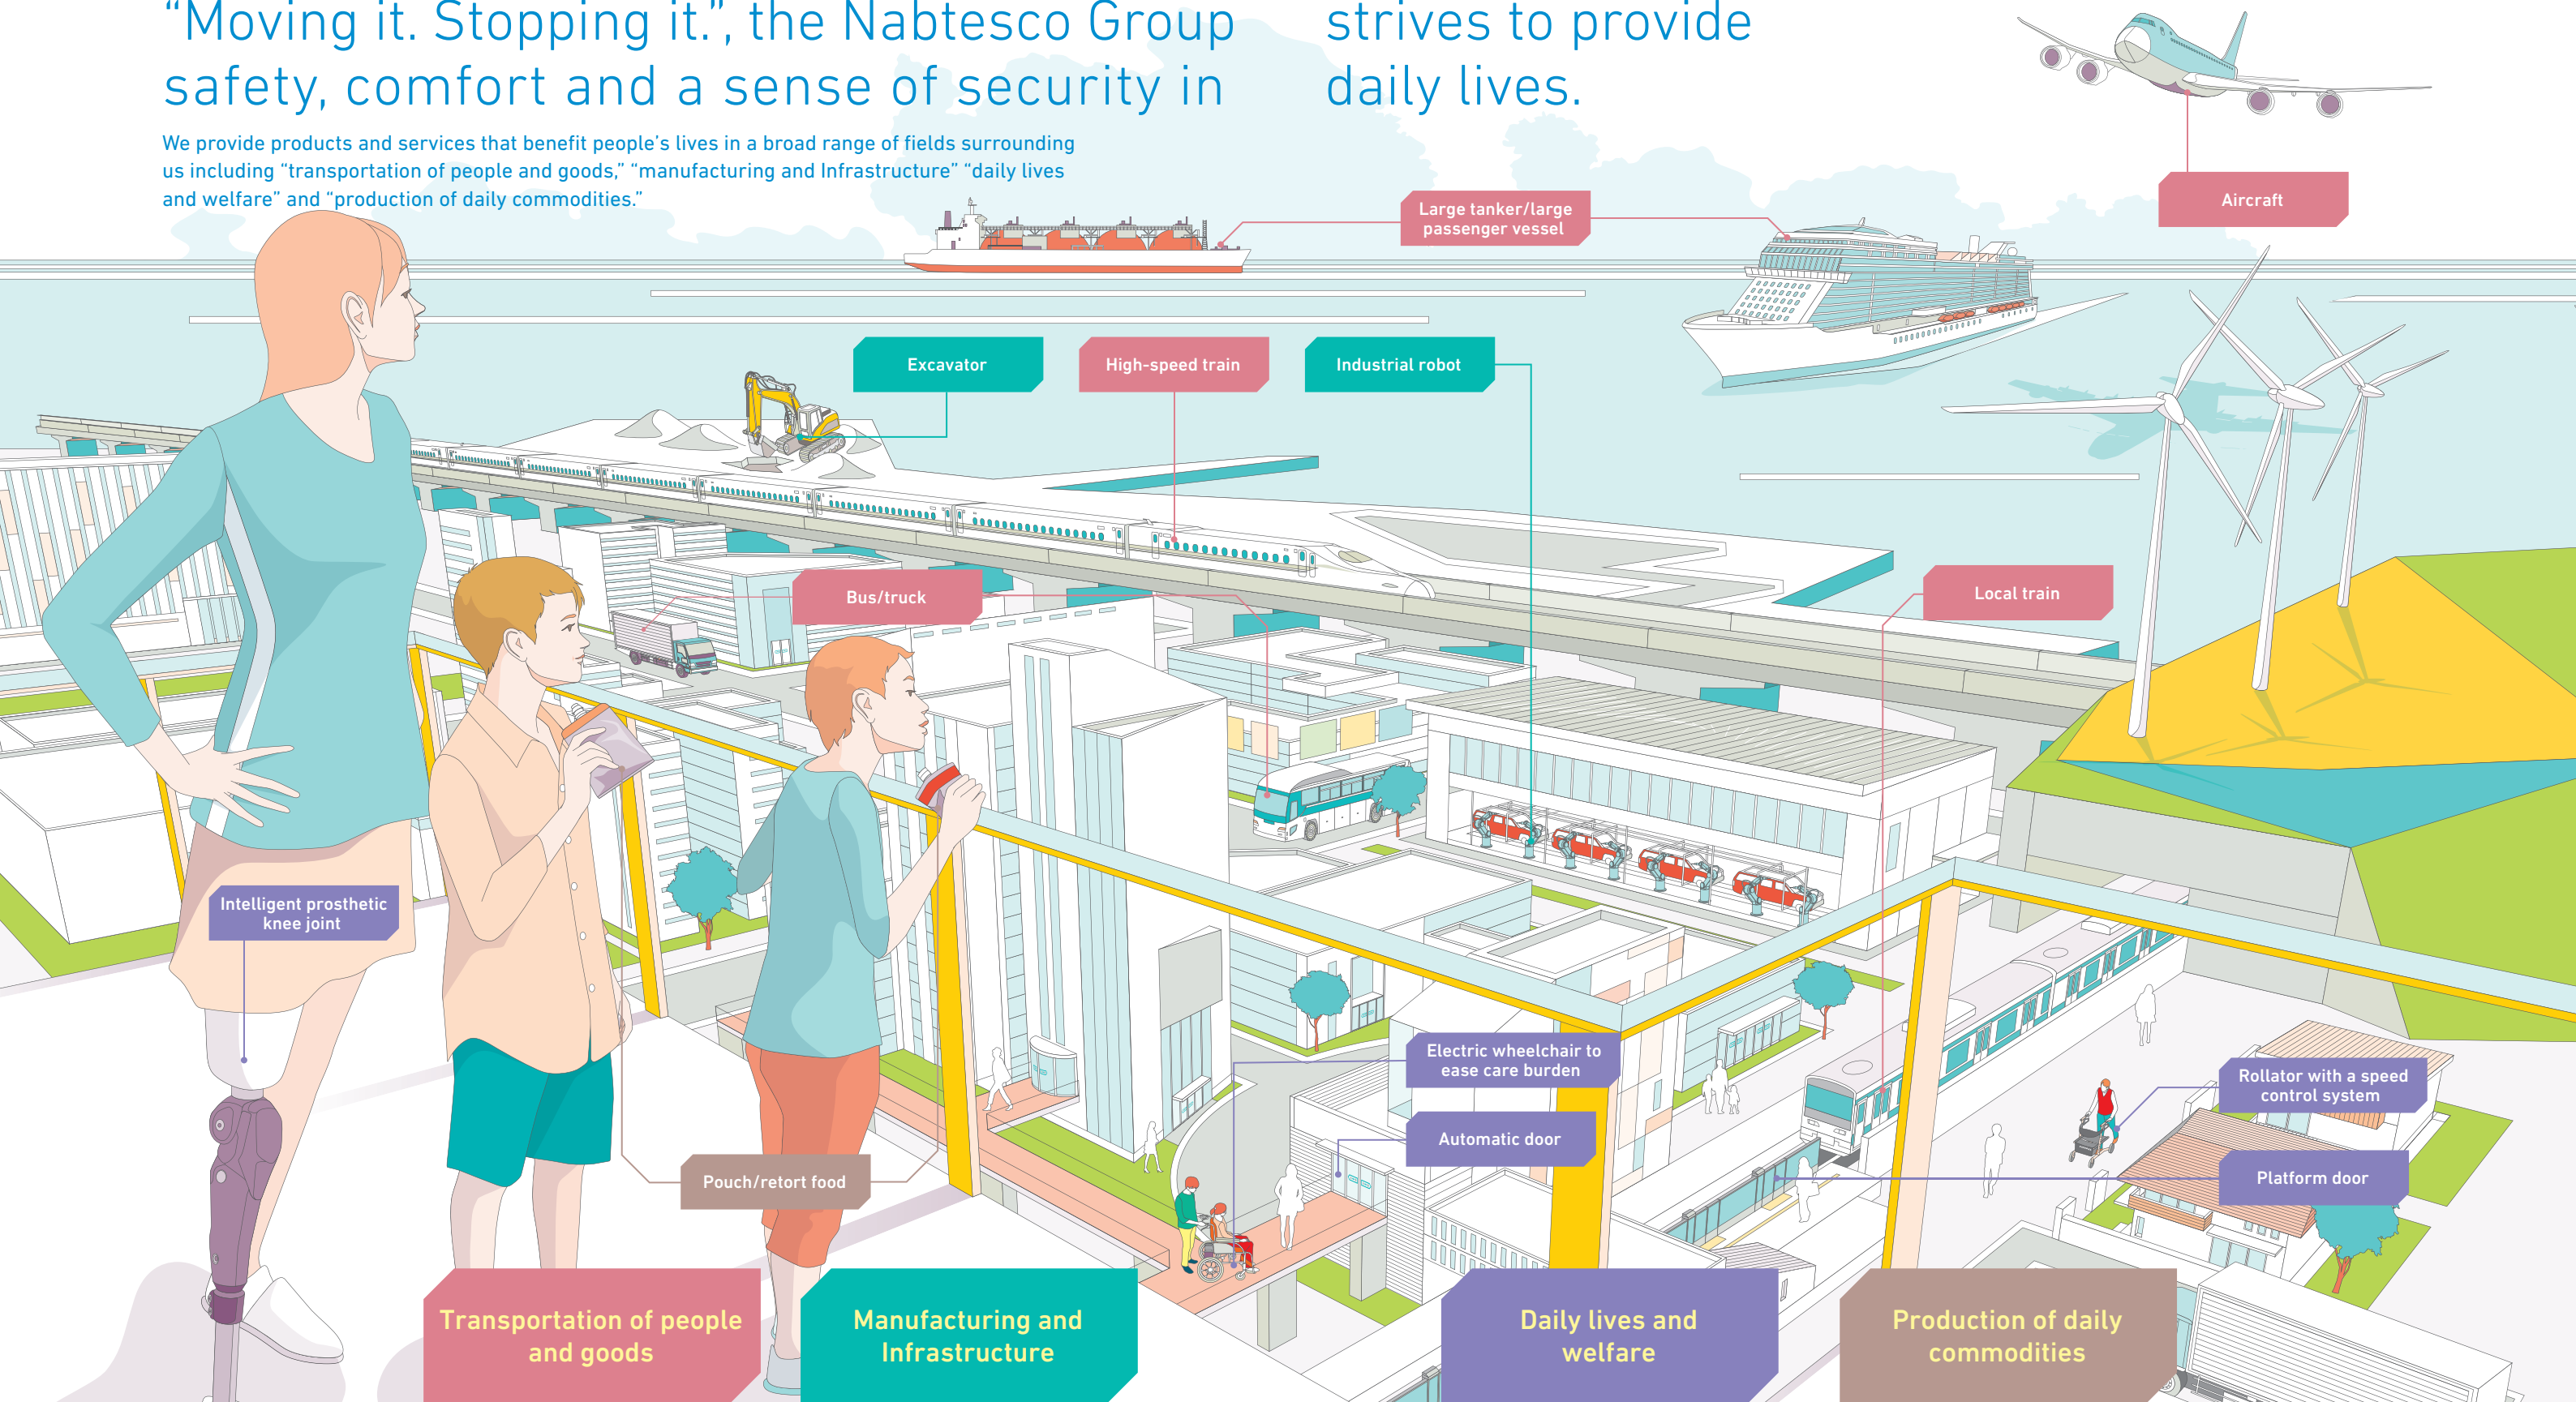 “Moving it. Stopping it.”, the Nabtesco Group strives to provide
safety, comfort and a sense of security in daily lives.
We provide products and services that benefit people’s lives in a broad range of fields surrounding
us including “transportation of people and goods,” “manufacturing and Infrastructure” “daily lives
and welfare” and “production of daily commodities.”
Aircraft
Large tanker/large
passenger vessel
Excavator
High-speed train
Industrial robot
Bus/truck
Local train
Intelligent prosthetic
knee joint
Electric wheelchair to
ease care burden
Rollator with a speed
control system
Automatic door
Pouch/retort food
Platform door
Transportation of people
and goods
Manufacturing and
Infrastructure
Daily lives and
welfare
Production of daily
commodities